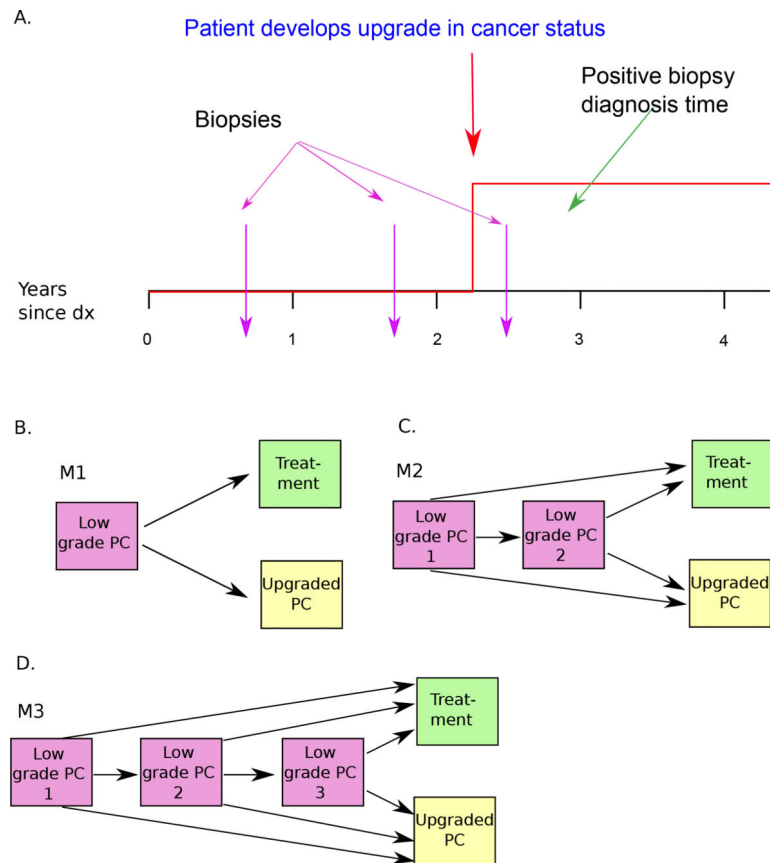 A.
Patient develops upgrade in cancer status
Biopsies
Positive biopsy
diagnosis time
Years
since dx
0 1 2 3 4
B.
M1
Low
grade PC
Treat-
ment
Upgraded
PC
C.
M2
Low
grade PC
1
Low
grade PC
2
Treat-
ment
Upgraded
PC
D.
M3
Low
grade PC
1
Low
grade PC
2
Low
grade PC
3
Treat-
ment
Upgraded
PC